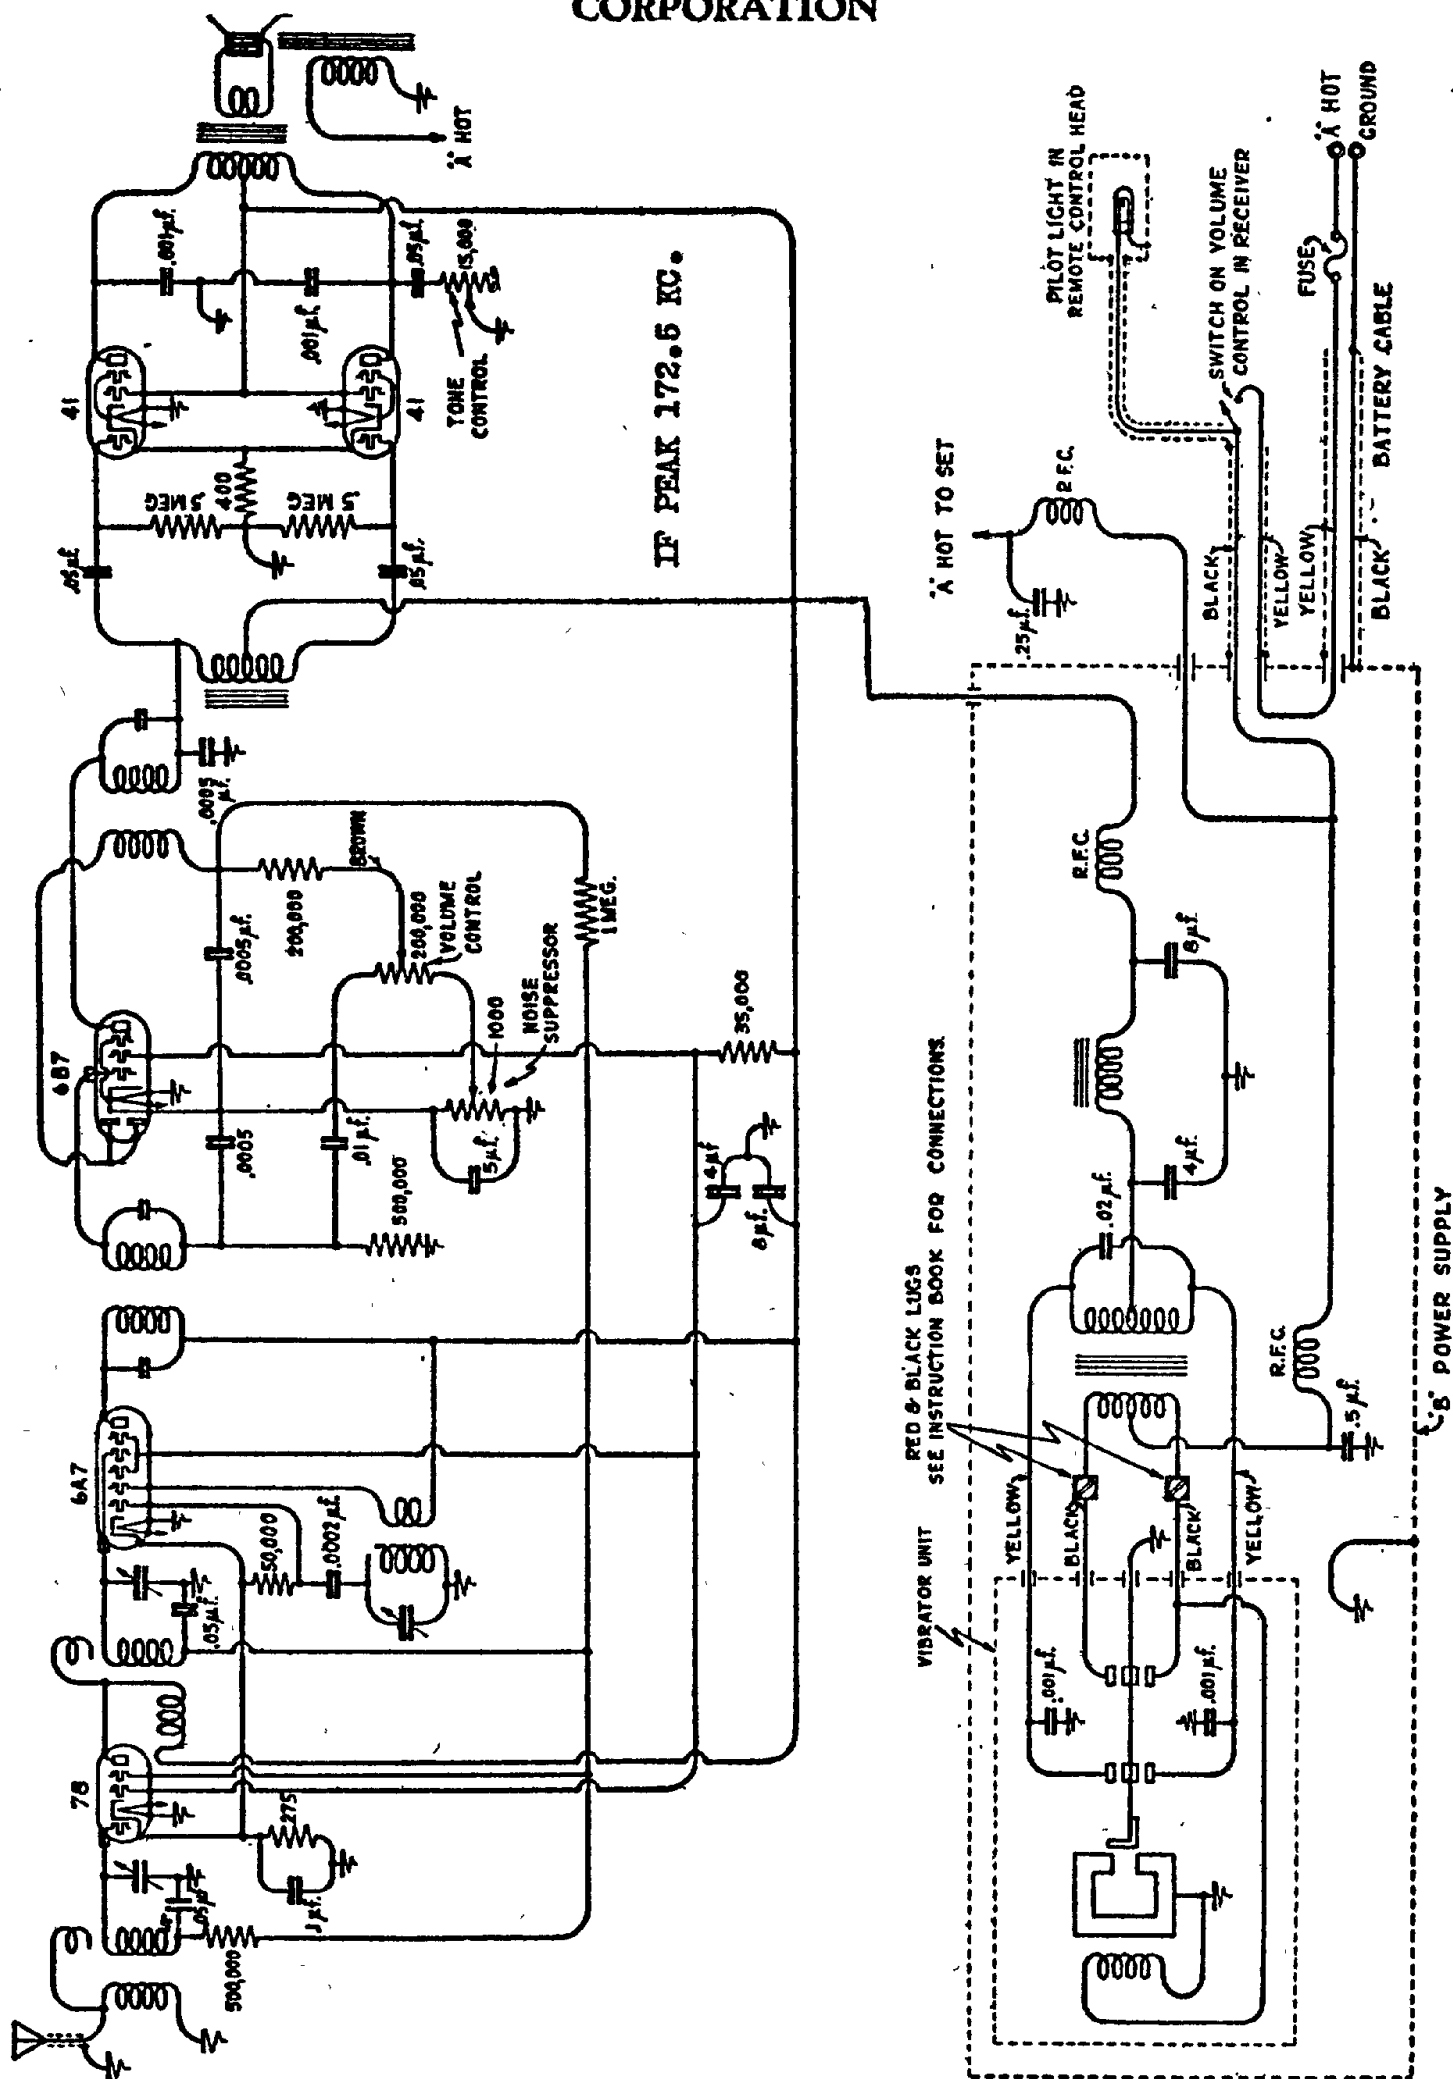 CORPORATION
78
6A7
6B7
41
41
500,000
.05µf.
.1µf.
275
.05µf.
50,000
.0002µf.
.0005
.01µf.
500,000
.5µf.
1000
NOISE
SUPPRESSOR
.0005µf.
200,000
BROWN
200,000
VOLUME
CONTROL
1 MEG.
.0005
µf.
35,000
4µf
8µf.
.05µf.
.05µf.
.5 MEG
.5 MEG
400
.001µf.
.001µf.
.05µf.
15,000
TONE
CONTROL
"A" HOT
IF PEAK 172.5 KC.
VIBRATOR UNIT
RED & BLACK LUGS
SEE INSTRUCTION BOOK FOR CONNECTIONS.
YELLOW
BLACK
BLACK
YELLOW
.001µf.
.001µf.
.02µf.
4µf.
8µf.
R.F.C.
R.F.C.
.5µf.
"A" HOT TO SET
.25µf.
R.F.C.
PILOT LIGHT IN
REMOTE CONTROL HEAD
SWITCH ON VOLUME
CONTROL IN RECEIVER
BLACK
YELLOW
YELLOW
BLACK
FUSE
"A" HOT
GROUND
BATTERY CABLE
"B" POWER SUPPLY